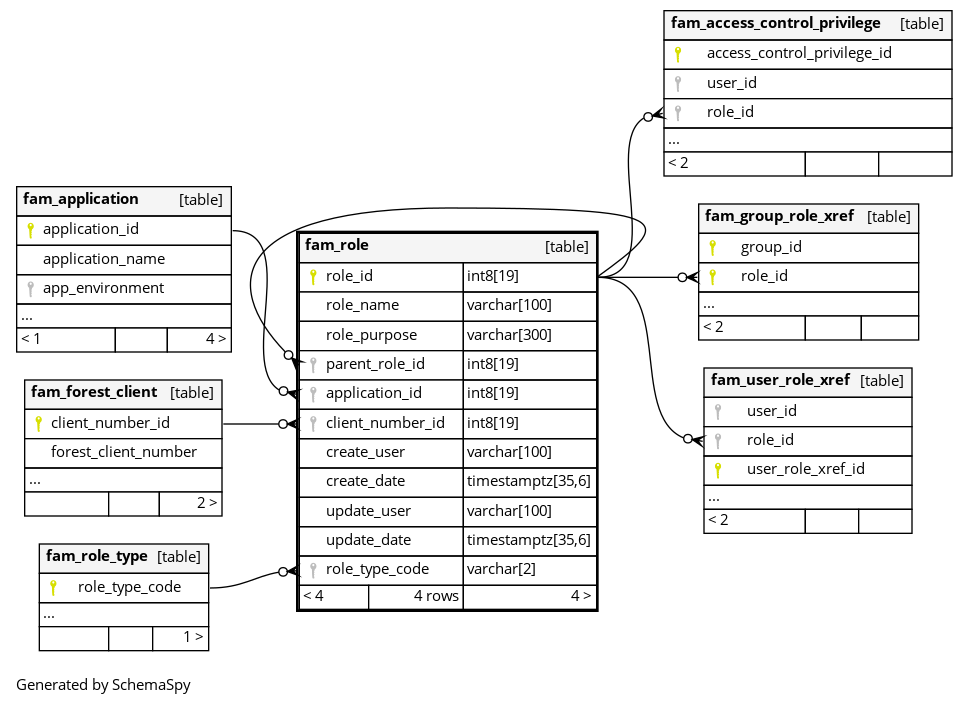 fam_access_control_privilege [table]
access_control_privilege_id
user_id
role_id
...
< 2
fam_application [table]
application_id
application_name
app_environment
...
< 1 4 >
fam_forest_client [table]
client_number_id
forest_client_number
...
2 >
fam_role_type [table]
role_type_code
...
1 >
fam_role [table]
role_id int8[19]
role_name varchar[100]
role_purpose varchar[300]
parent_role_id int8[19]
application_id int8[19]
client_number_id int8[19]
create_user varchar[100]
create_date timestamptz[35,6]
update_user varchar[100]
update_date timestamptz[35,6]
role_type_code varchar[2]
< 4 4 rows 4 >
fam_group_role_xref [table]
group_id
role_id
...
< 2
fam_user_role_xref [table]
user_id
role_id
user_role_xref_id
...
< 2
Generated by SchemaSpy